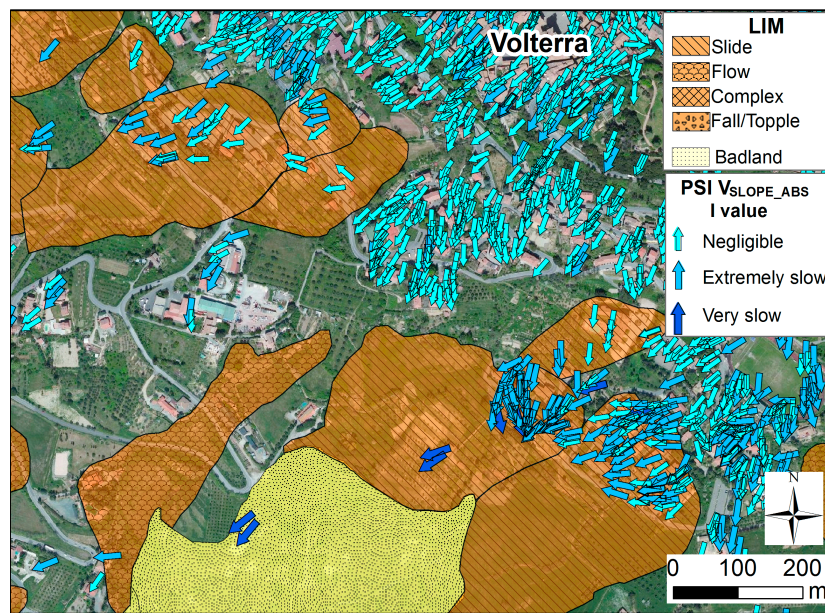 Volterra
LIM
Slide
Flow
Complex
Fall/Topple
Badland
PSI VSLOPE_ABS
I value
Negligible
Extremely slow
Very slow
N
0 100 200
m